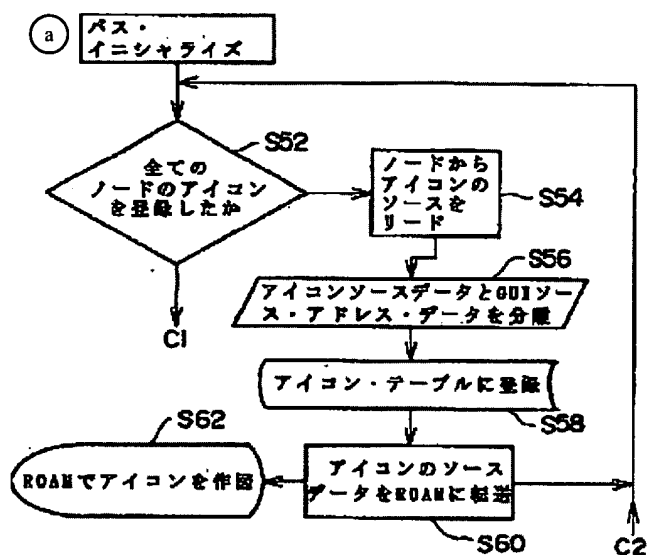 a
バス・
イニシャライズ
S52
全ての
ノードのアイコン
を登録したか
ノードから
アイコンの
ソースを
リード
S54
S56
アイコンソースデータとGUIソー
ス・アドレス・データを分離
C1
アイコン・テーブルに登録
S58
S62
ROAMでアイコンを作図
アイコンのソース
データをROAMに転送
S60
C2